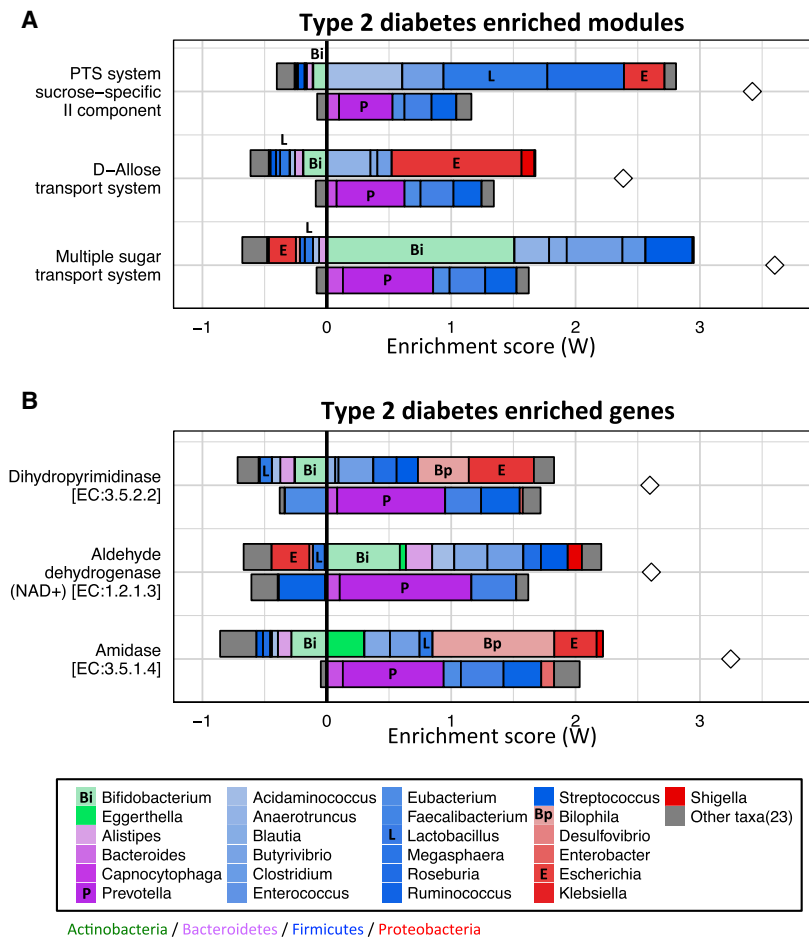 A
Type 2 diabetes enriched modules
Bi
PTS system
sucrose−specific
II component
L
E
P
L
D−Allose
transport system
Bi
E
P
L
Multiple sugar
transport system
E
Bi
P
−1
0
1
2
3
Enrichment score (W)
B
Type 2 diabetes enriched genes
Dihydropyrimidinase
[EC:3.5.2.2]
L
Bi
Bp
E
P
Aldehyde
dehydrogenase
(NAD+) [EC:1.2.1.3]
E
L
Bi
P
Amidase
[EC:3.5.1.4]
Bi
L
Bp
E
P
−1
0
1
2
3
Enrichment score (W)
Bi Bifidobacterium
Eggerthella
Alistipes
Bacteroides
Capnocytophaga
P Prevotella
Acidaminococcus
Anaerotruncus
Blautia
Butyrivibrio
Clostridium
Enterococcus
Eubacterium
Faecalibacterium
L Lactobacillus
Megasphaera
Roseburia
Ruminococcus
Streptococcus
Bp Bilophila
Desulfovibrio
Enterobacter
E Escherichia
Klebsiella
Shigella
Other taxa(23)
Actinobacteria / Bacteroidetes / Firmicutes / Proteobacteria